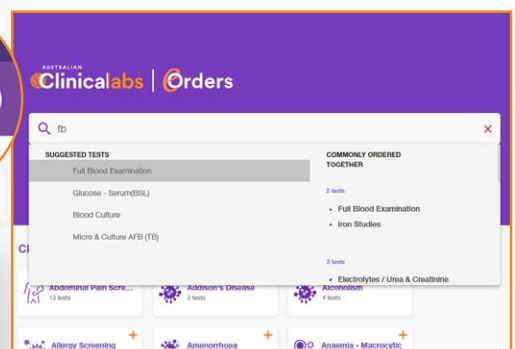 AUSTRALIAN
Clinicalabs | eOrders
fb
SUGGESTED TESTS
Full Blood Examination
Glucose - Serum(BSL)
Blood Culture
Micro & Culture AFB (TB)
COMMONLY ORDERED
TOGETHER
2 tests
• Full Blood Examination
• Iron Studies
3 tests
• Electrolytes / Urea & Creatinine
Abdominal Pain Scre...
13 tests
Addison's Disease
3 tests
Alcoholism
4 tests
Allergy Screening
Amenorrhoea
Anaemia - Macrocytic